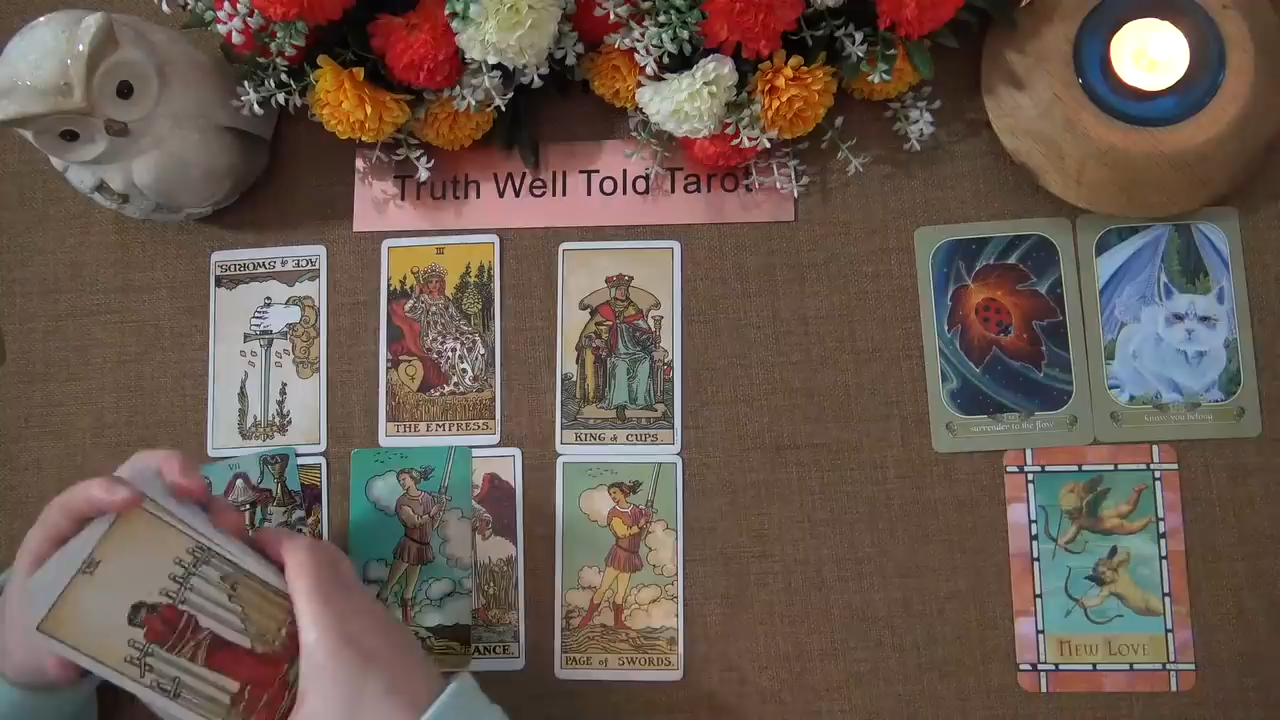 Truth Well Told Tarot
ACE of SWORDS.
III
THE EMPRESS.
KING of CUPS.
surrender to the flow
know you belong
VII
ANCE.
PAGE of SWORDS.
NEW LOVE